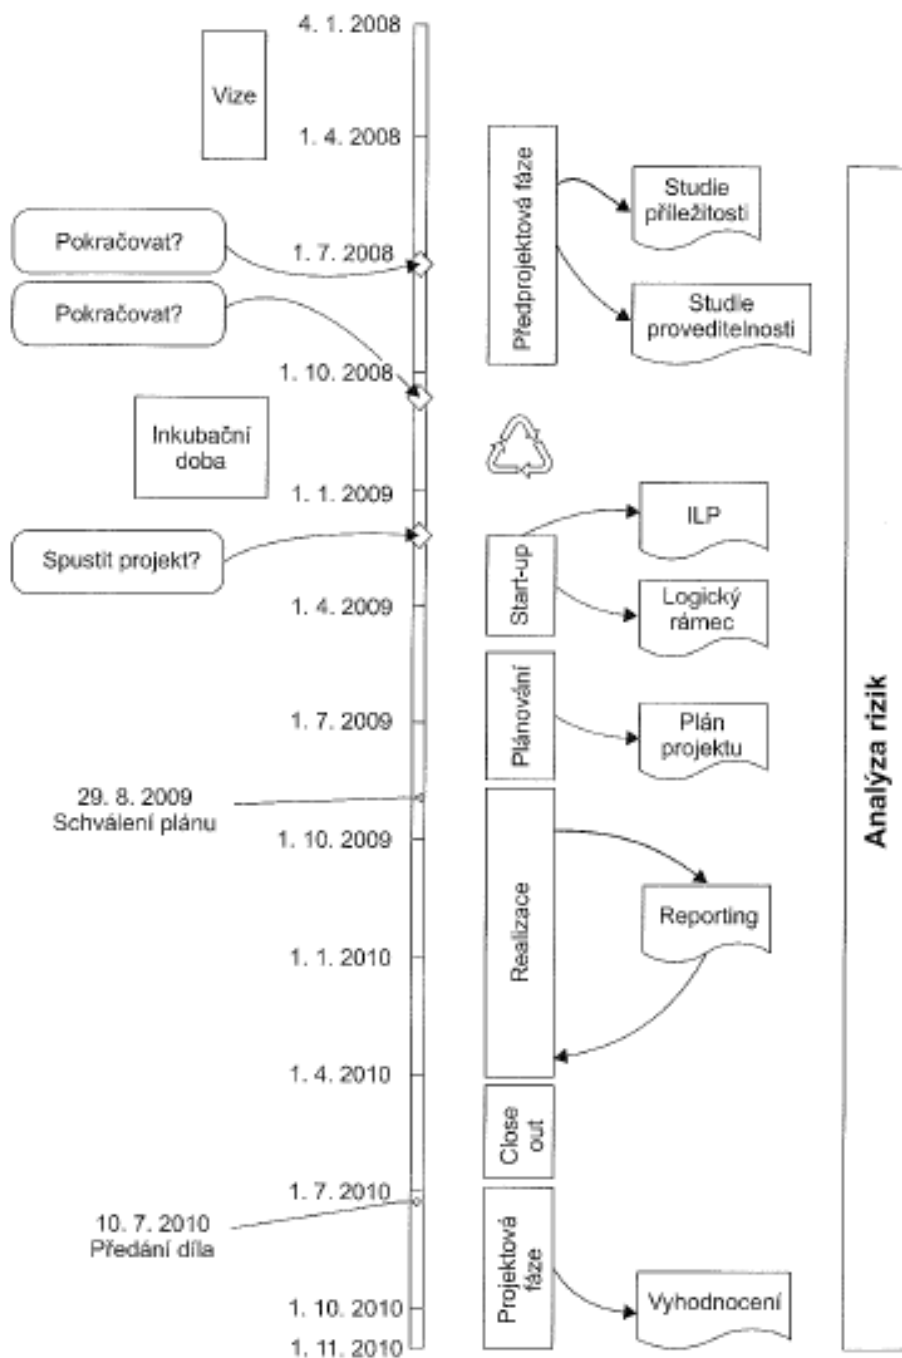 4. 1. 2008
Vize
1. 4. 2008
Předprojektová fáze
Studie
příležitosti
Pokračovat?
1. 7. 2008
Pokračovat?
Studie
proveditelnosti
1. 10. 2008
Inkubační
doba
1. 1. 2009
ILP
Spustit projekt?
Start-up
1. 4. 2009
Logický
rámec
Plánování
1. 7. 2009
Plán
projektu
Analýza rizik
29. 8. 2009
Schválení plánu
1. 10. 2009
Realizace
Reporting
1. 1. 2010
1. 4. 2010
Close
out
1. 7. 2010
10. 7. 2010
Předání díla
Projektová
fáze
Vyhodnocení
1. 10. 2010
1. 11. 2010